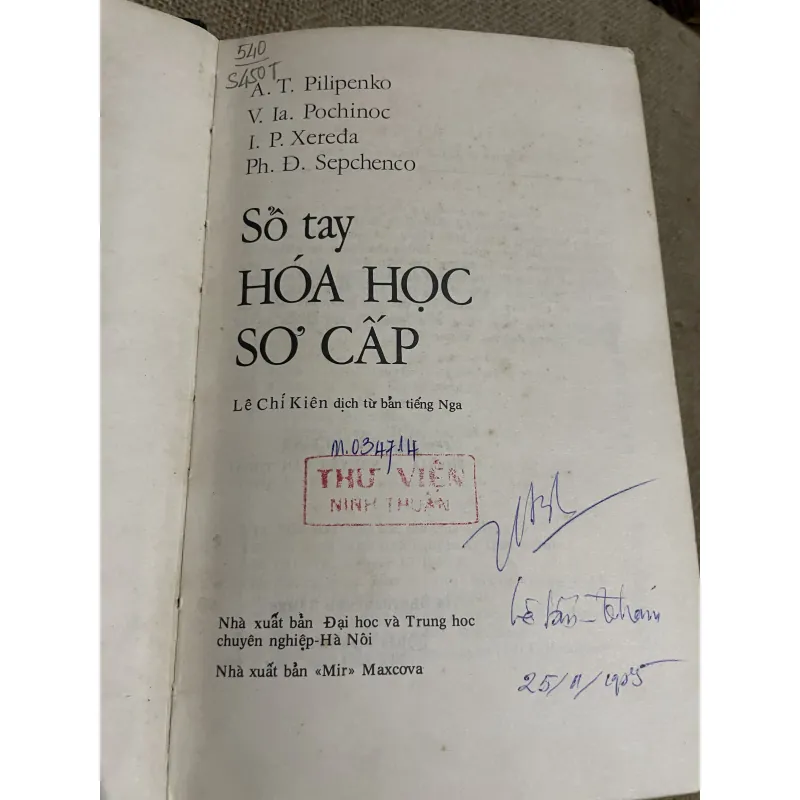 540
S450T
A. T. Pilipenko
V. Ia. Pochinoc
I. P. Xeređa
Ph. Đ. Sepchenco
Sổ tay
HÓA HỌC
SƠ CẤP
Lê Chí Kiên dịch từ bản tiếng Nga
M.034714
THƯ VIỆN
NINH THUẬN
Nhà xuất bản Đại học và Trung học
chuyên nghiệp-Hà Nôi
Nhà xuất bản «Mir» Maxcova